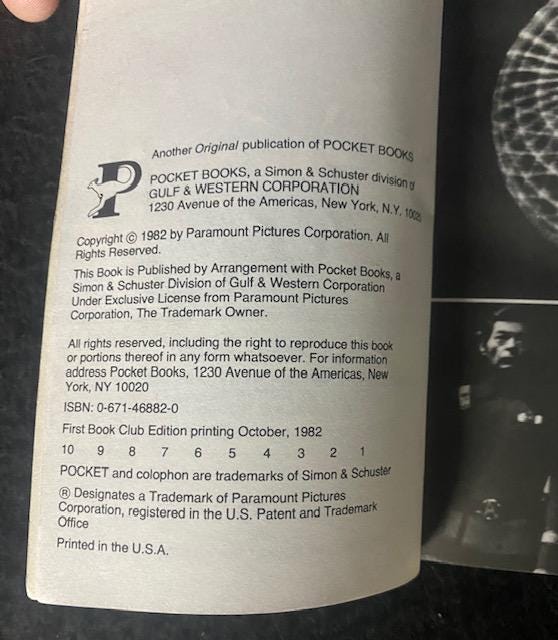 Another Original publication of POCKET BOOKS
P
POCKET BOOKS, a Simon & Schuster division of
GULF & WESTERN CORPORATION
1230 Avenue of the Americas, New York, N.Y. 10020
Copyright © 1982 by Paramount Pictures Corporation. All
Rights Reserved.
This Book is Published by Arrangement with Pocket Books, a
Simon & Schuster Division of Gulf & Western Corporation
Under Exclusive License from Paramount Pictures
Corporation, The Trademark Owner.
All rights reserved, including the right to reproduce this book
or portions thereof in any form whatsoever. For information
address Pocket Books, 1230 Avenue of the Americas, New
York, NY 10020
ISBN: 0-671-46882-0
First Book Club Edition printing October, 1982
10 9 8 7 6 5 4 3 2 1
POCKET and colophon are trademarks of Simon & Schuster
® Designates a Trademark of Paramount Pictures
Corporation, registered in the U.S. Patent and Trademark
Office
Printed in the U.S.A.